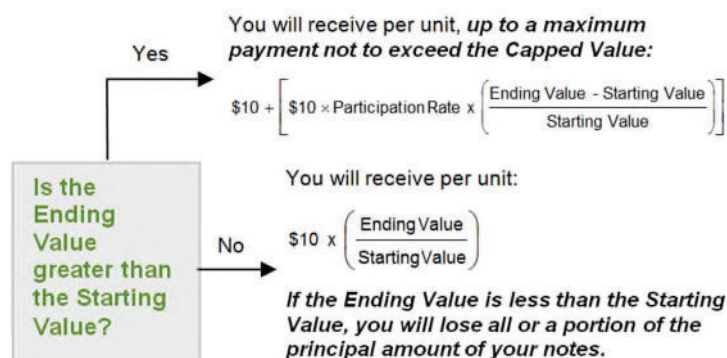 You will receive per unit, up to a maximum
payment not to exceed the Capped Value:
Yes
$10 + [ $10 × Participation Rate x ( Ending Value - Starting Value
Starting Value ) ]
Is the
Ending
Value
greater than
the Starting
Value?
You will receive per unit:
No
$10 x ( Ending Value
Starting Value )
If the Ending Value is less than the Starting
Value, you will lose all or a portion of the
principal amount of your notes.